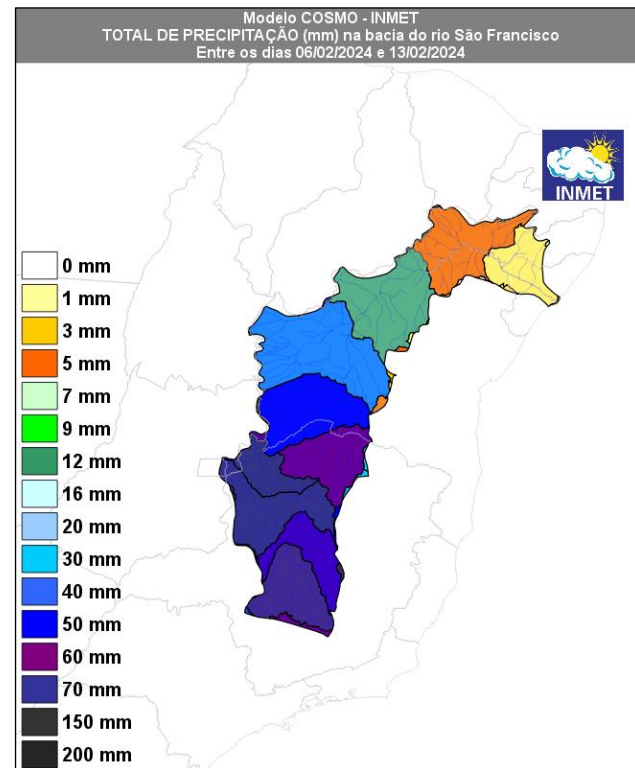 Modelo COSMO - INMET
TOTAL DE PRECIPITAÇÃO (mm) na bacia do rio São Francisco
Entre os dias 06/02/2024 e 13/02/2024
INMET
0 mm
1 mm
3 mm
5 mm
7 mm
9 mm
12 mm
16 mm
20 mm
30 mm
40 mm
50 mm
60 mm
70 mm
150 mm
200 mm